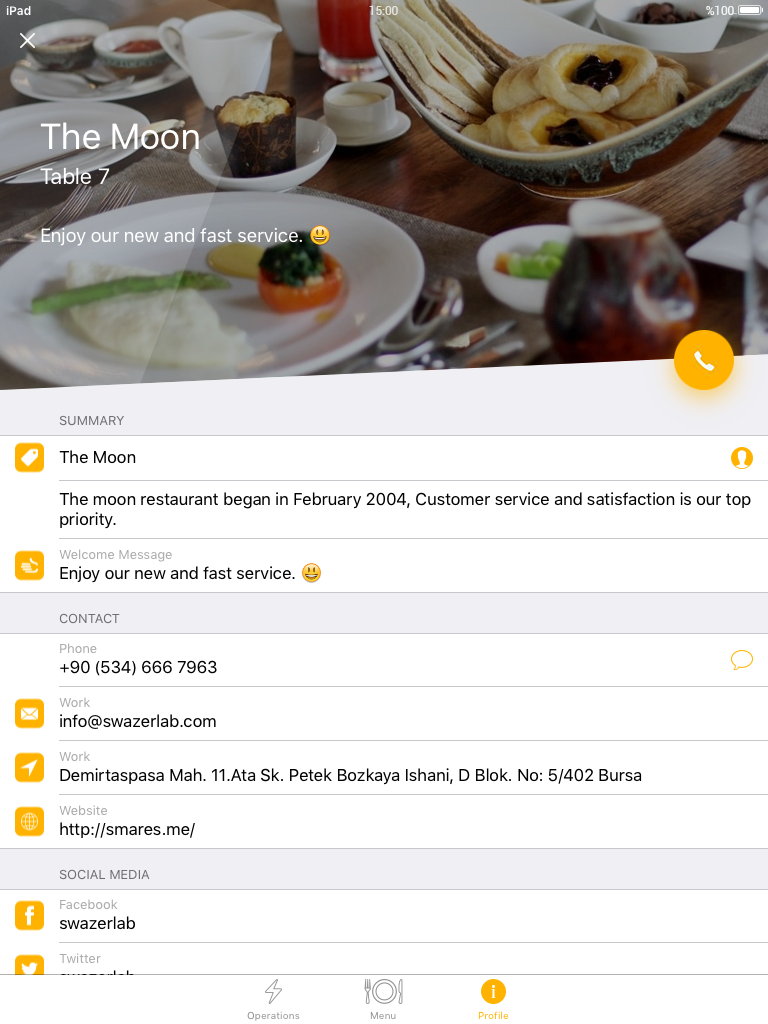 iPad 15:00 %100
The Moon
Table 7
Enjoy our new and fast service. 😃
SUMMARY
The Moon
The moon restaurant began in February 2004, Customer service and satisfaction is our top
priority.
Welcome Message
Enjoy our new and fast service. 😃
CONTACT
Phone
+90 (534) 666 7963
Work
info@swazerlab.com
Work
Demirtaspasa Mah. 11.Ata Sk. Petek Bozkaya Ishani, D Blok. No: 5/402 Bursa
Website
http://smares.me/
SOCIAL MEDIA
Facebook
swazerlab
Twitter
swazerlab
Operations Menu Profile